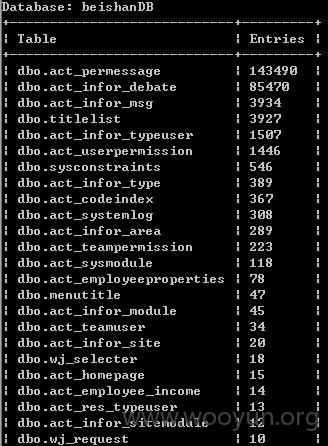 Database: beishanDB
Table Entries
dbo.act_permessage 143490
dbo.act_infor_debate 85470
dbo.act_infor_msg 3934
dbo.titlelist 3927
dbo.act_infor_typeuser 1507
dbo.act_userpermission 1446
dbo.sysconstraints 546
dbo.act_infor_type 389
dbo.act_codeindex 367
dbo.act_systemlog 308
dbo.act_infor_area 289
dbo.act_teampermission 223
dbo.act_sysmodule 118
dbo.act_employeeproperties 78
dbo.menutitle 47
dbo.act_infor_module 45
dbo.act_teamuser 34
dbo.act_infor_site 20
dbo.wj_selecter 18
dbo.act_homepage 15
dbo.act_employee_income 14
dbo.act_res_typeuser 13
dbo.act_infor_sitemodule 12
dbo.wj_request 10
www.wooyun.org